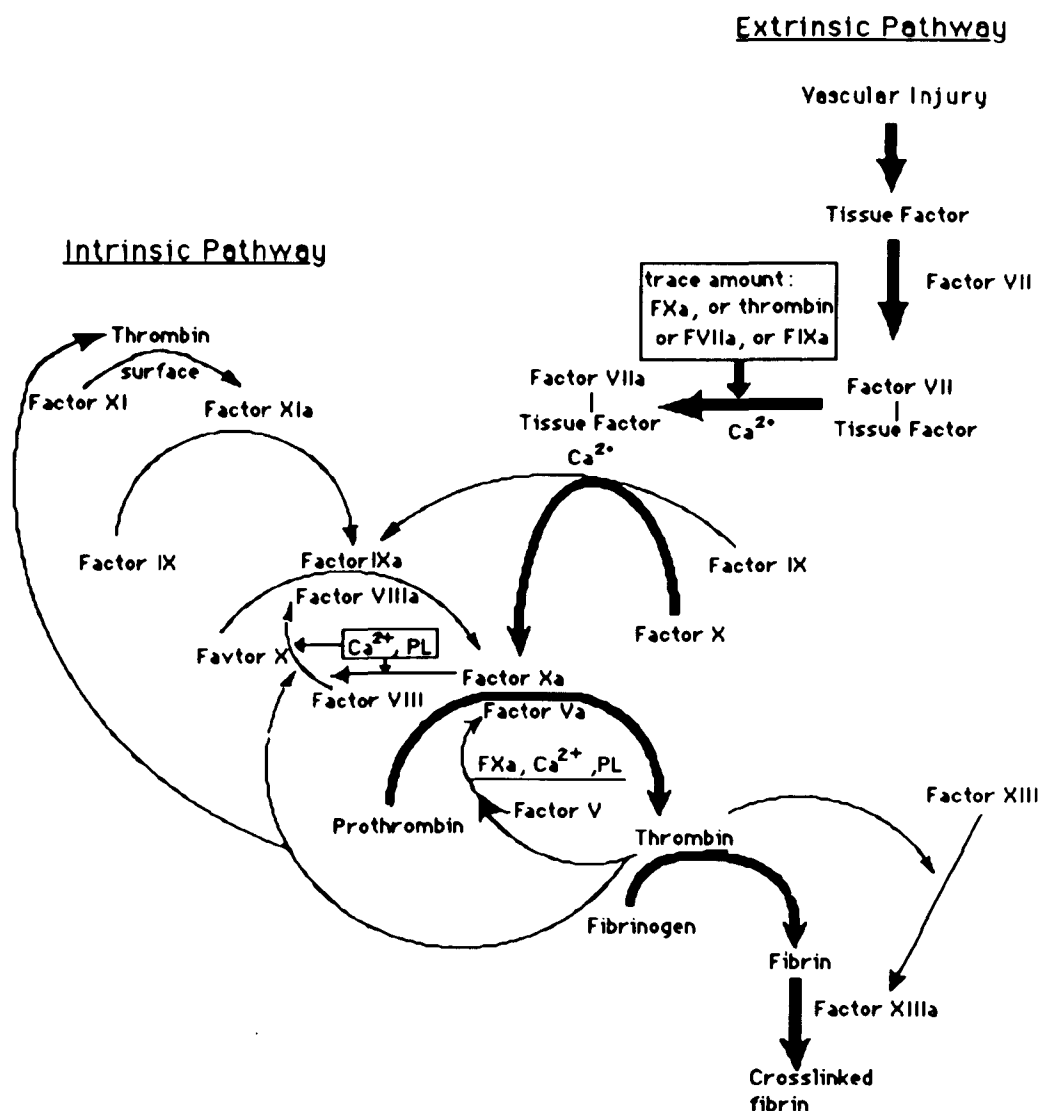 Extrinsic Pathway
Vascular Injury
Tissue Factor
Factor VII
Intrinsic Pathway
trace amount:
FXa, or thrombin
or FVIIa, or FIXa
Thrombin
surface
Factor XI
Factor XIa
Factor VIIa
Tissue Factor
Ca2+
Factor VII
Tissue Factor
Ca2+
Factor IX
Factor IXa
Factor VIIIa
Factor IX
Factor X
Favtor X
Ca2+, PL
Factor VIII
Factor Xa
Factor Va
FXa, Ca2+ ,PL
Factor V
Prothrombin
Thrombin
Factor XIII
Fibrinogen
Fibrin
Factor XIIIa
Crosslinked
fibrin